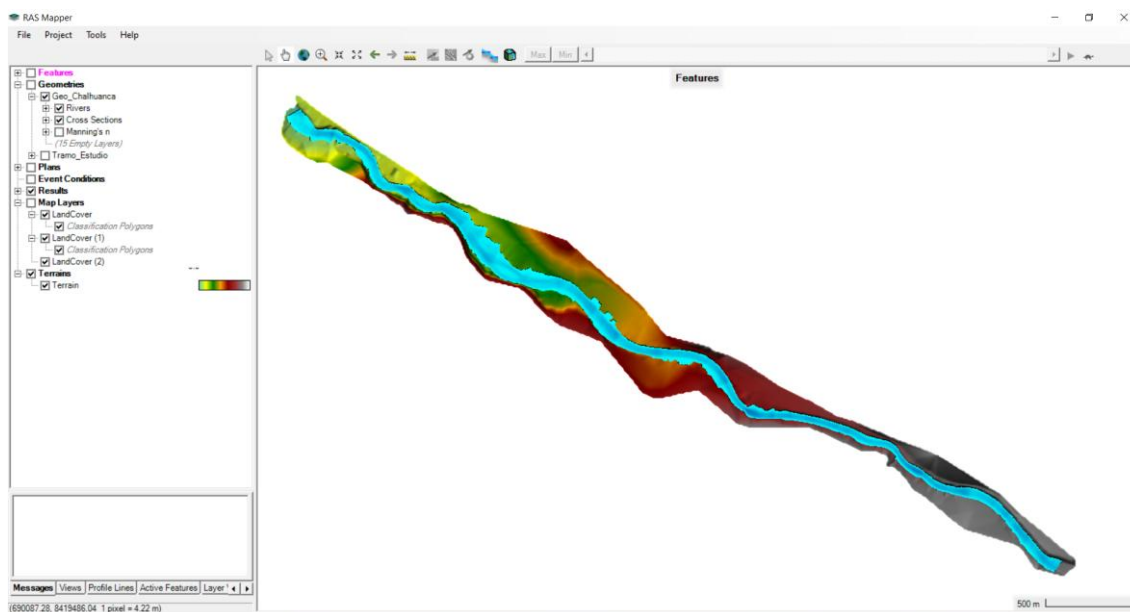 RAS Mapper
File Project Tools Help
Max Min
Features
Geometries
Geo_Chalhuanca
Rivers
Cross Sections
Manning's n
(15 Empty Layers)
Tramo_Estudio
Plans
Event Conditions
Results
Map Layers
LandCover
Classification Polygons
LandCover (1)
Classification Polygons
LandCover (2)
Terrains
Terrain
Features
500 m
Messages Views Profile Lines Active Features Layer
(690087.28, 8419486.04 1 pixel = 4.22 m)